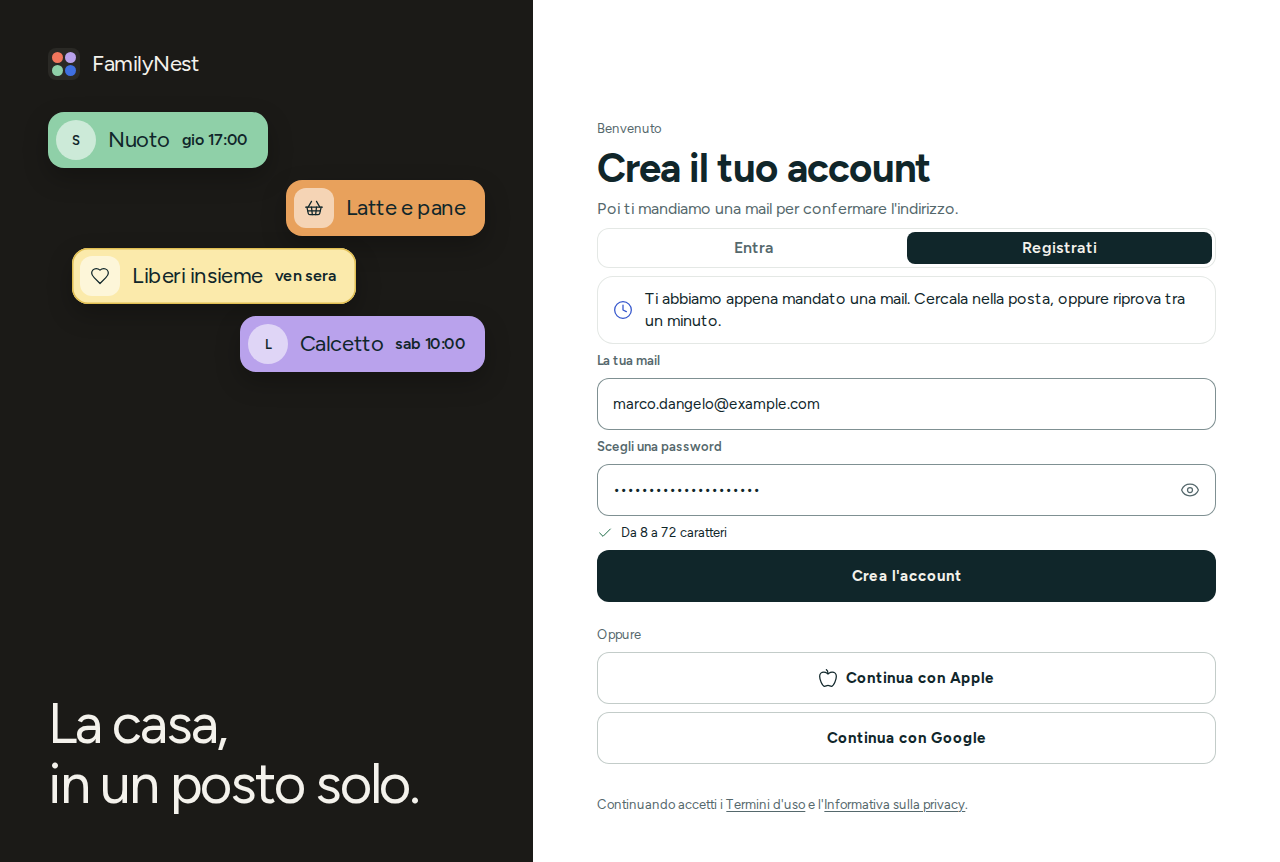 FamilyNest
S Nuoto gio 17:00
Latte e pane
Liberi insieme ven sera
L Calcetto sab 10:00
La casa,
in un posto solo.
Benvenuto
Crea il tuo account
Poi ti mandiamo una mail per confermare l'indirizzo.
Entra Registrati
Ti abbiamo appena mandato una mail. Cercala nella posta, oppure riprova tra
un minuto.
La tua mail
marco.dangelo@example.com
Scegli una password
•••••••••••••••••••••
Da 8 a 72 caratteri
Crea l'account
Oppure
Continua con Apple
Continua con Google
Continuando accetti i Termini d'uso e l'Informativa sulla privacy.